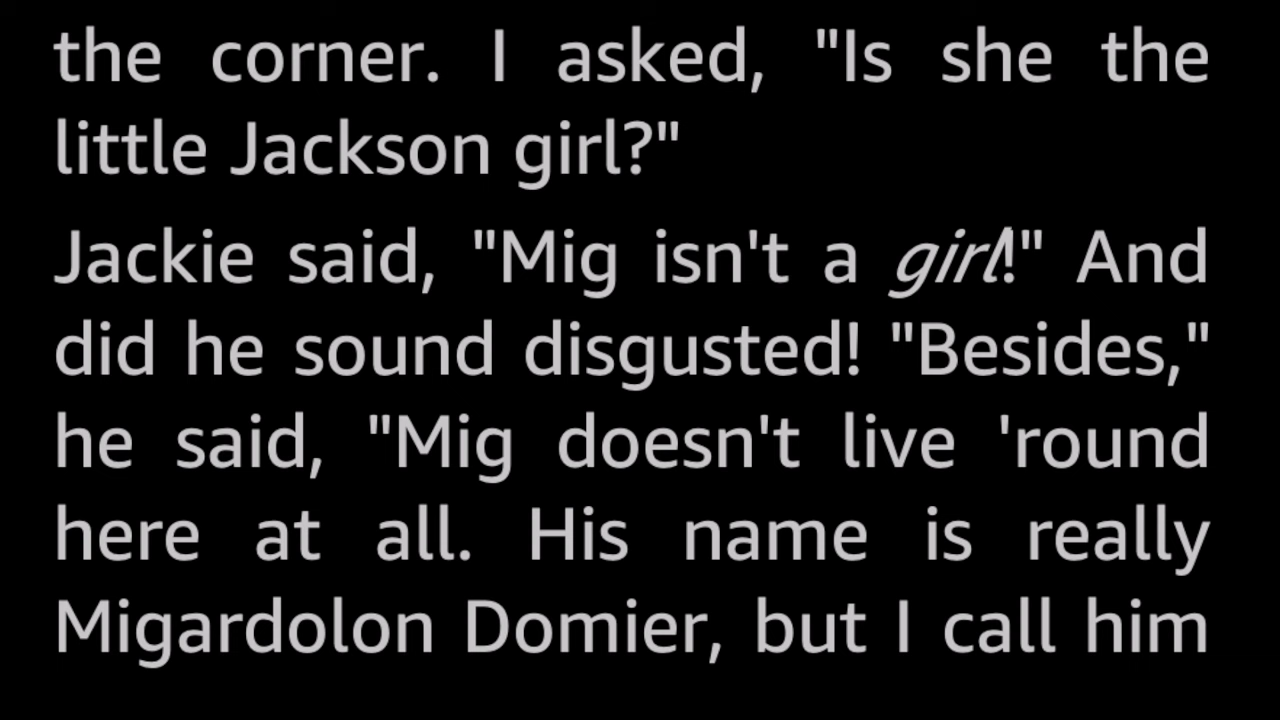 the corner. I asked, "Is she the
little Jackson girl?"
Jackie said, "Mig isn't a girl!" And
did he sound disgusted! "Besides,"
he said, "Mig doesn't live 'round
here at all. His name is really
Migardolon Domier, but I call him